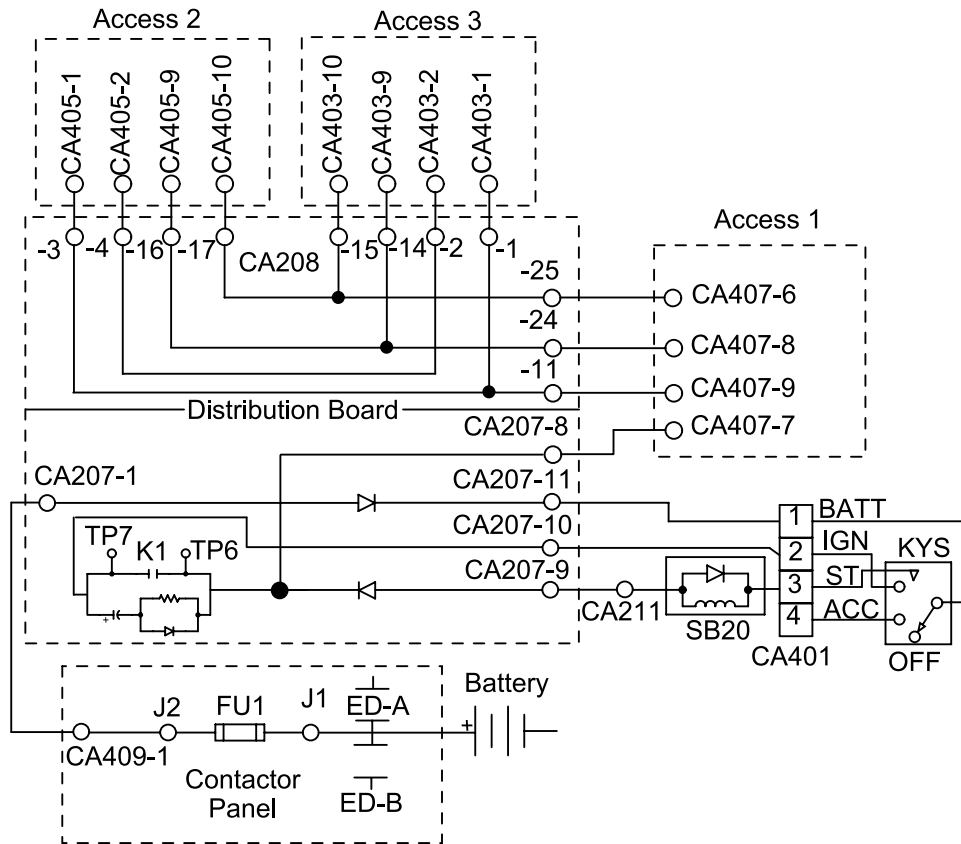 Access 2
Access 3
CA405-1
CA405-2
CA405-9
CA405-10
CA403-10
CA403-9
CA403-2
CA403-1
Access 1
-3
-4
-16
-17
CA208
-15
-14
-2
-1
-25
CA407-6
-24
CA407-8
-11
CA407-9
Distribution Board
CA207-8
CA407-7
CA207-1
CA207-11
1
BATT
CA207-10
TP7
K1
TP6
2
IGN
KYS
CA207-9
3
ST
+
CA211
SB20
4
ACC
CA401
OFF
J2
FU1
J1
ED-A
Battery
+
CA409-1
Contactor
Panel
ED-B